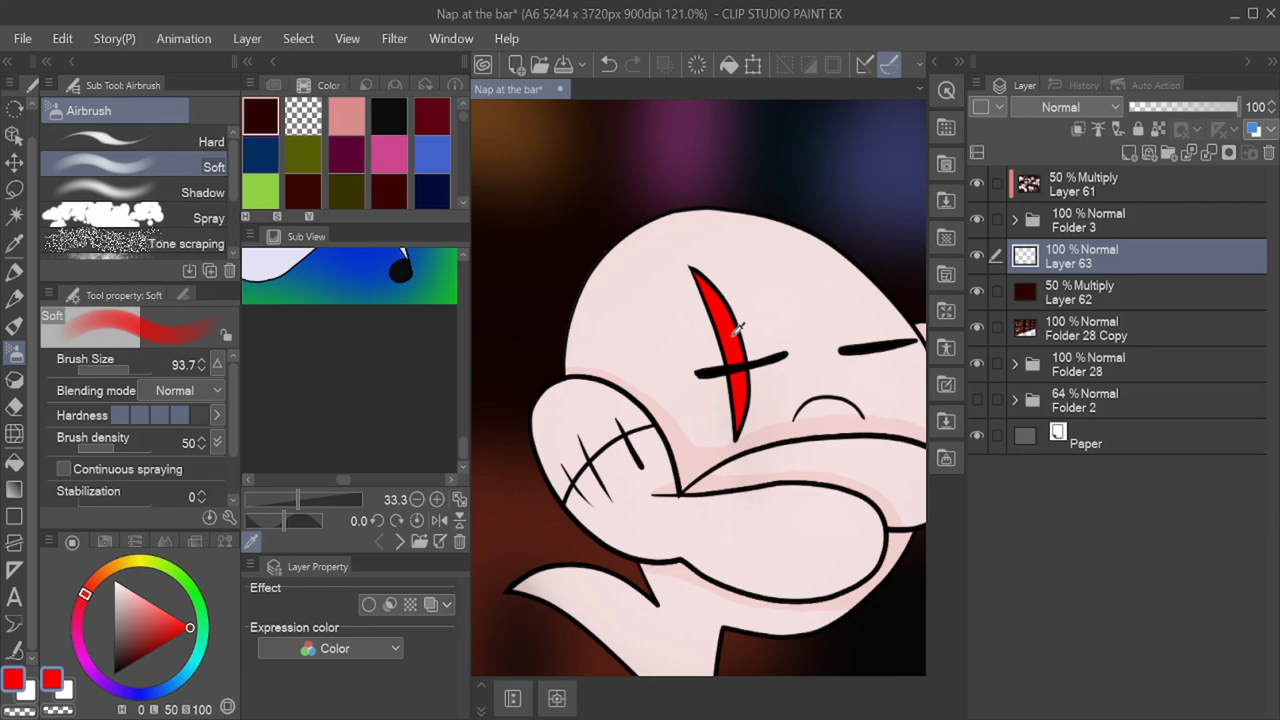 Nap at the bar* (A6 5244 x 3720px 900dpi 121.0%) - CLIP STUDIO PAINT EX
File Edit Story(P) Animation Layer Select View Filter Window Help
Sub Tool: Airbrush
Airbrush
Hard
Soft
Shadow
Spray
Tone scraping
Tool property: Soft
Soft
Brush Size 93.7
Blending mode Normal
Hardness
Brush density 50
Continuous spraying
Stabilization 0
H 0 L 50 S 100
Color
H S V
Sub View
33.3
0.0
Layer Property
Effect
Expression color
Color
Nap at the bar*
Layer History Auto Action
Normal 100
50 % Multiply
Layer 61
100 % Normal
Folder 3
100 % Normal
Layer 63
50 % Multiply
Layer 62
100 % Normal
Folder 28 Copy
100 % Normal
Folder 28
64 % Normal
Folder 2
Paper